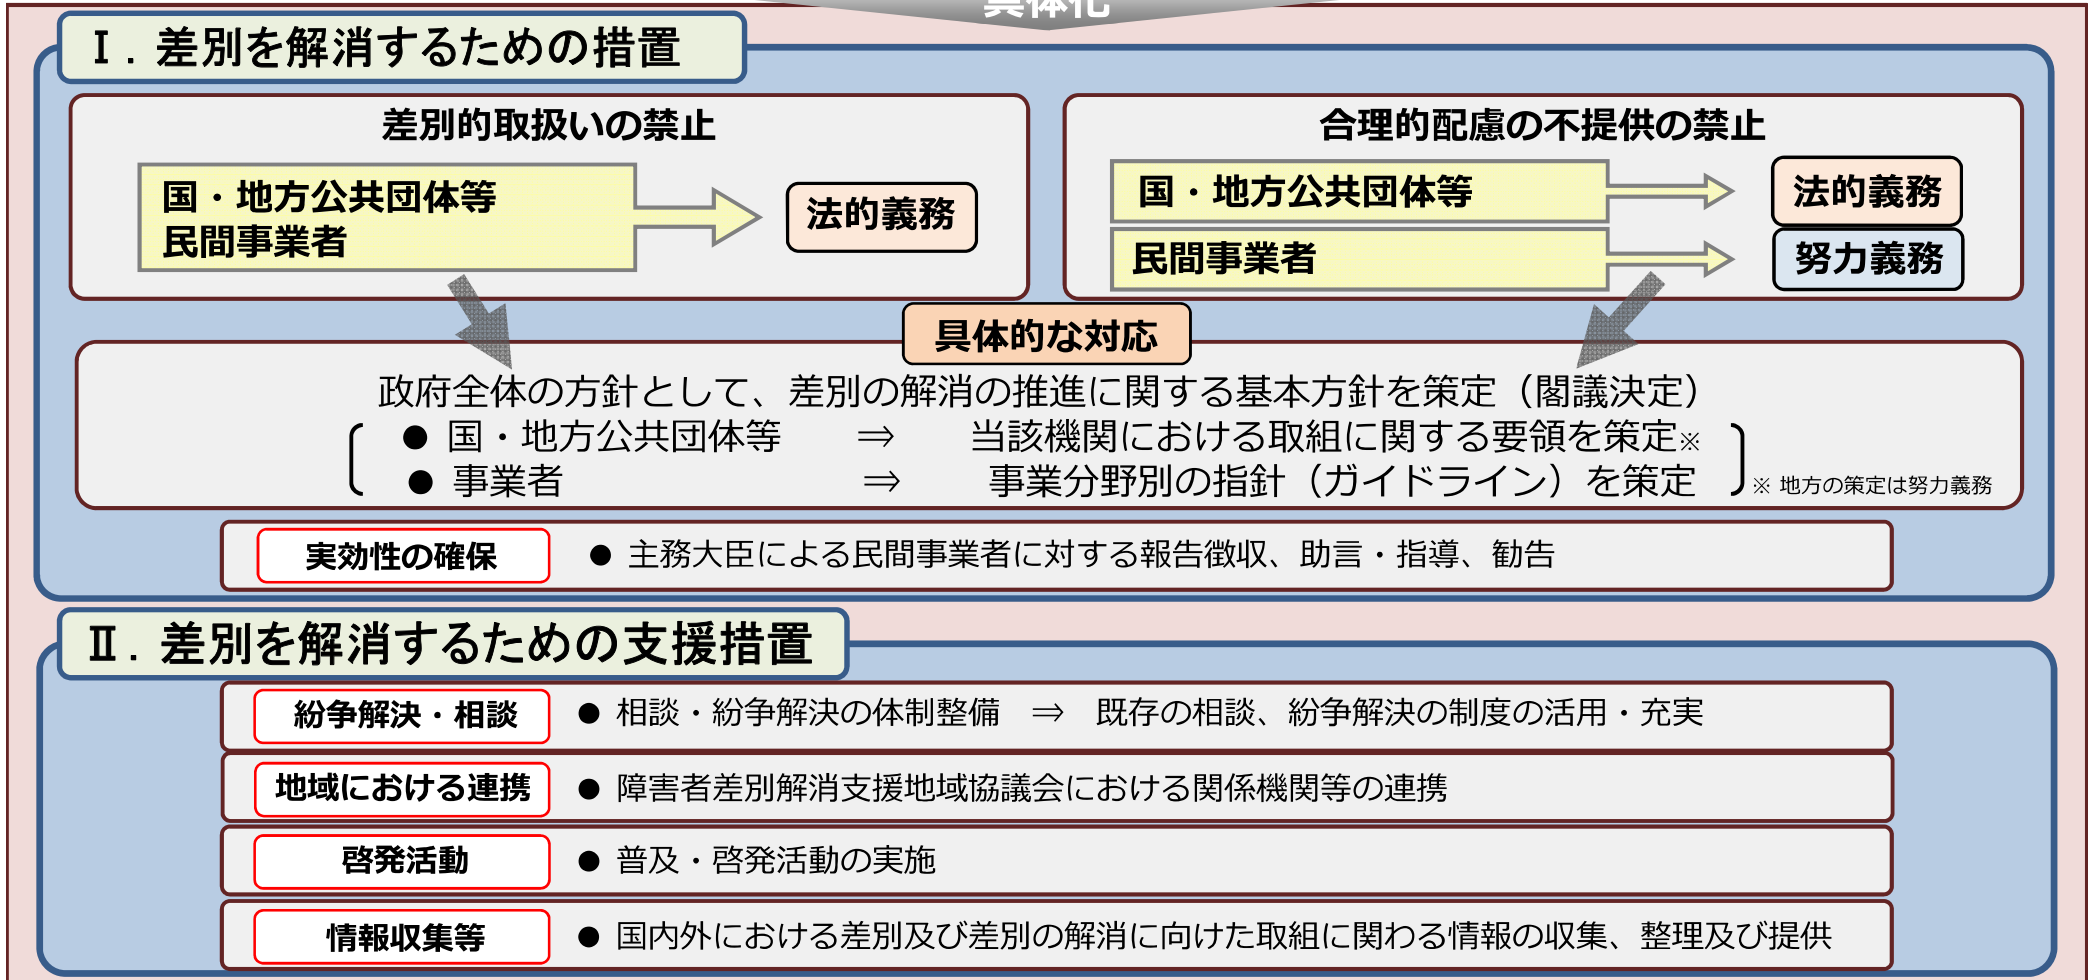 具体化
Ⅰ．差別を解消するための措置
差別的取扱いの禁止
国・地方公共団体等
民間事業者
法的義務
合理的配慮の不提供の禁止
国・地方公共団体等
法的義務
民間事業者
努力義務
具体的な対応
政府全体の方針として、差別の解消の推進に関する基本方針を策定（閣議決定）
● 国・地方公共団体等 ⇒ 当該機関における取組に関する要領を策定※
● 事業者 ⇒ 事業分野別の指針（ガイドライン）を策定
※ 地方の策定は努力義務
実効性の確保 ● 主務大臣による民間事業者に対する報告徴収、助言・指導、勧告
Ⅱ．差別を解消するための支援措置
紛争解決・相談 ● 相談・紛争解決の体制整備 ⇒ 既存の相談、紛争解決の制度の活用・充実
地域における連携 ● 障害者差別解消支援地域協議会における関係機関等の連携
啓発活動 ● 普及・啓発活動の実施
情報収集等 ● 国内外における差別及び差別の解消に向けた取組に関わる情報の収集、整理及び提供